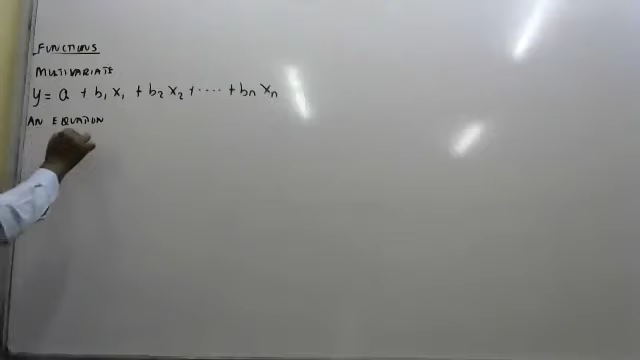 FUNCTIONS
MULTIVARIATE
y = a + b₁ x₁ + b₂ x₂ + .... + bn xn
AN EQUATION